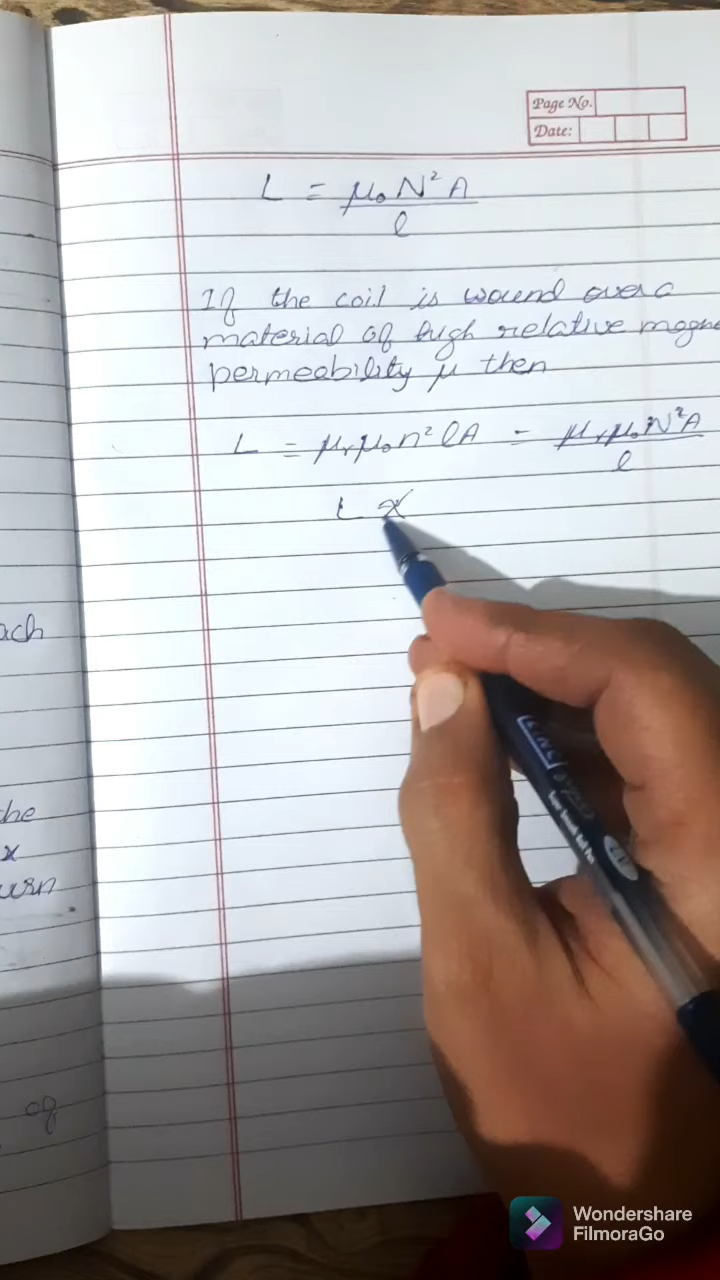 Page No.
Date:
L = μ₀N²A / l
If the coil is wound over a
material of high relative magne
permeability μ then
L = μᵣμ₀n²lA = μᵣμ₀N²A / l
L
ach
the
x
urn
of
Wondershare
FilmoraGo